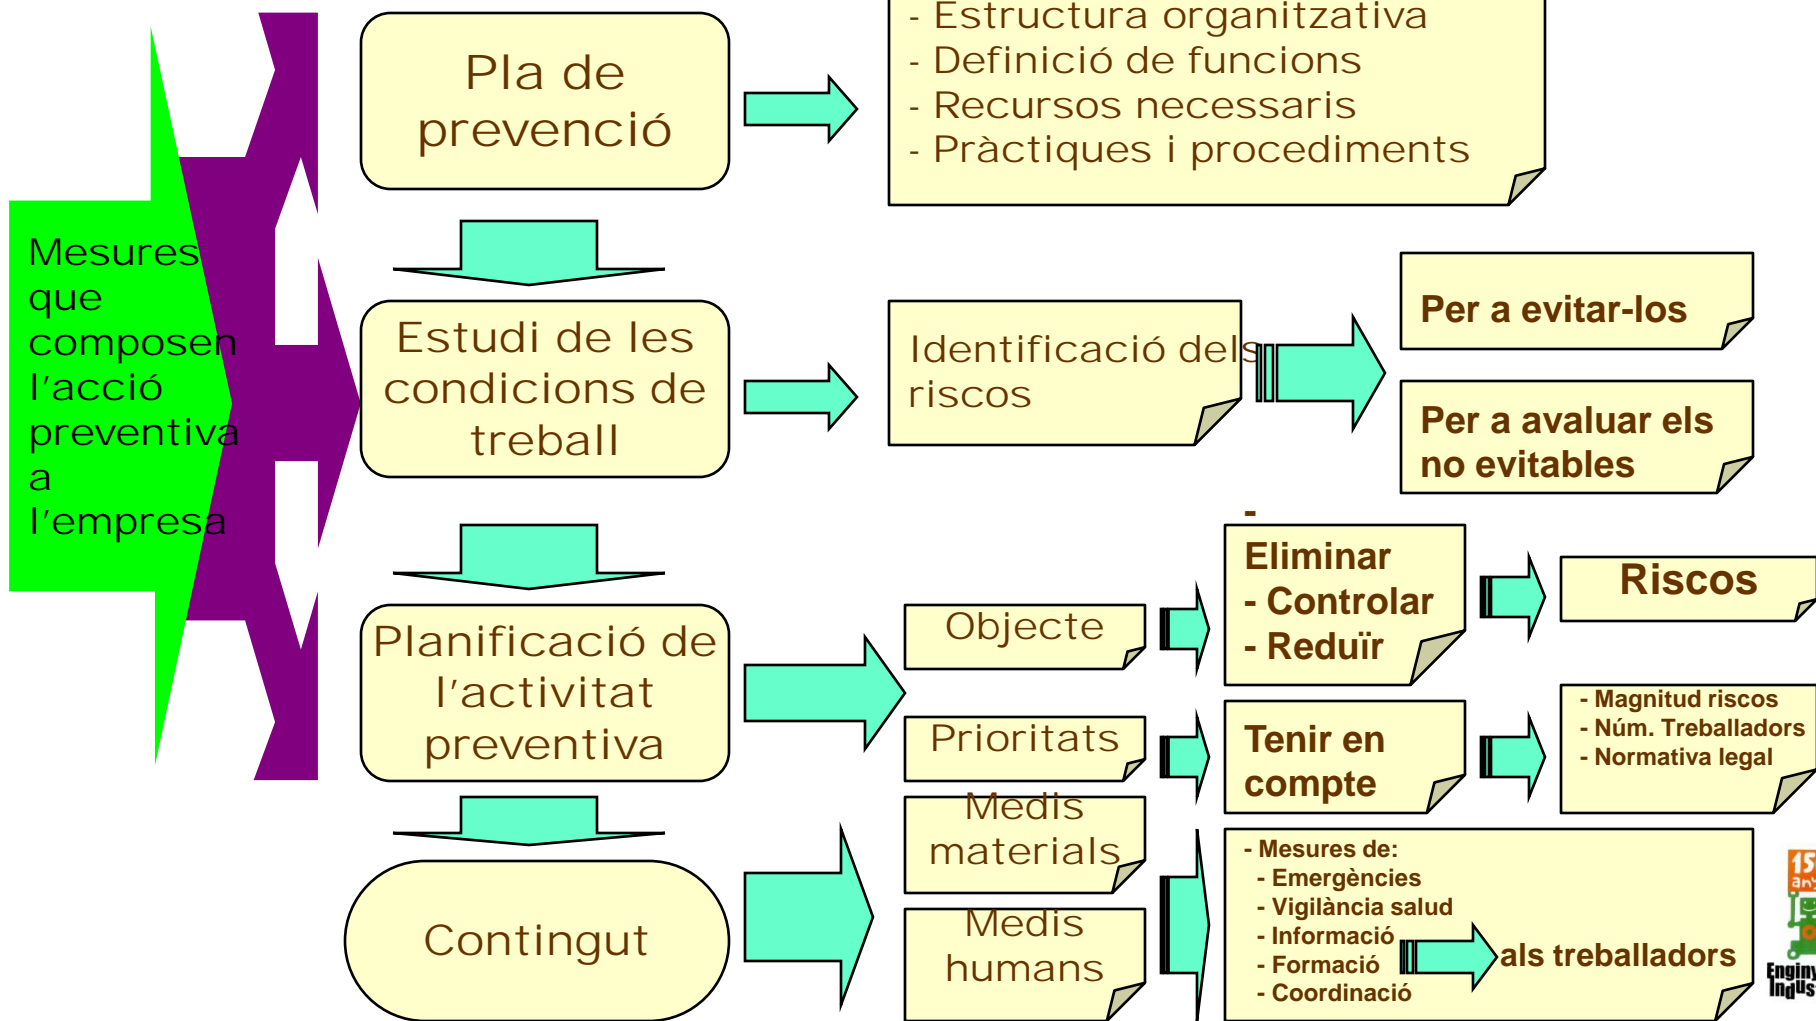 Mesures
que
composen
l'acció
preventiva
a
l'empresa
Pla de
prevenció
- Estructura organitzativa
- Definició de funcions
- Recursos necessaris
- Pràctiques i procediments
Estudi de les
condicions de
treball
Identificació dels
riscos
Per a evitar-los
Per a avaluar els
no evitables
Planificació de
l'activitat
preventiva
Objecte
-
Eliminar
- Controlar
- Reduïr
Riscos
Prioritats
Tenir en
compte
- Magnitud riscos
- Núm. Treballadors
- Normativa legal
Contingut
Medis
materials
Medis
humans
- Mesures de:
- Emergències
- Vigilància salud
- Informació
- Formació
- Coordinació
als treballadors
15